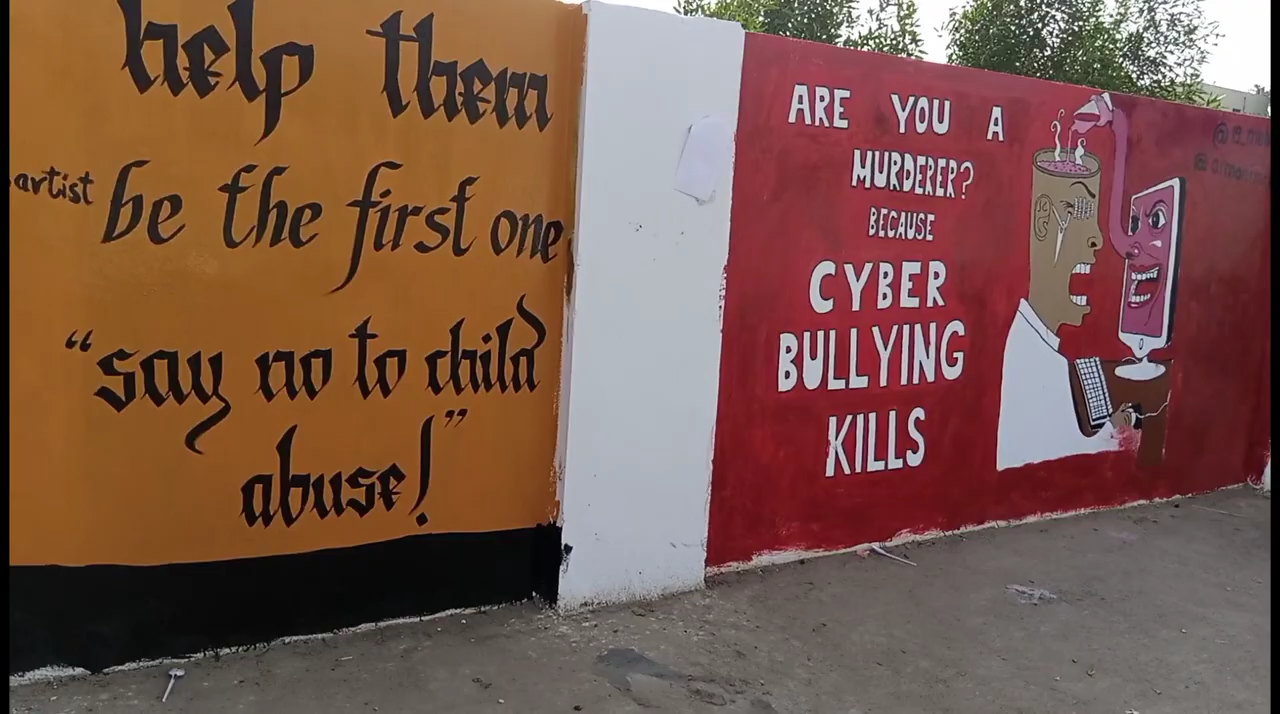 help them
artist
be the first one
"say no to child
abuse!"
ARE YOU A
MURDERER?
BECAUSE
CYBER
BULLYING
KILLS